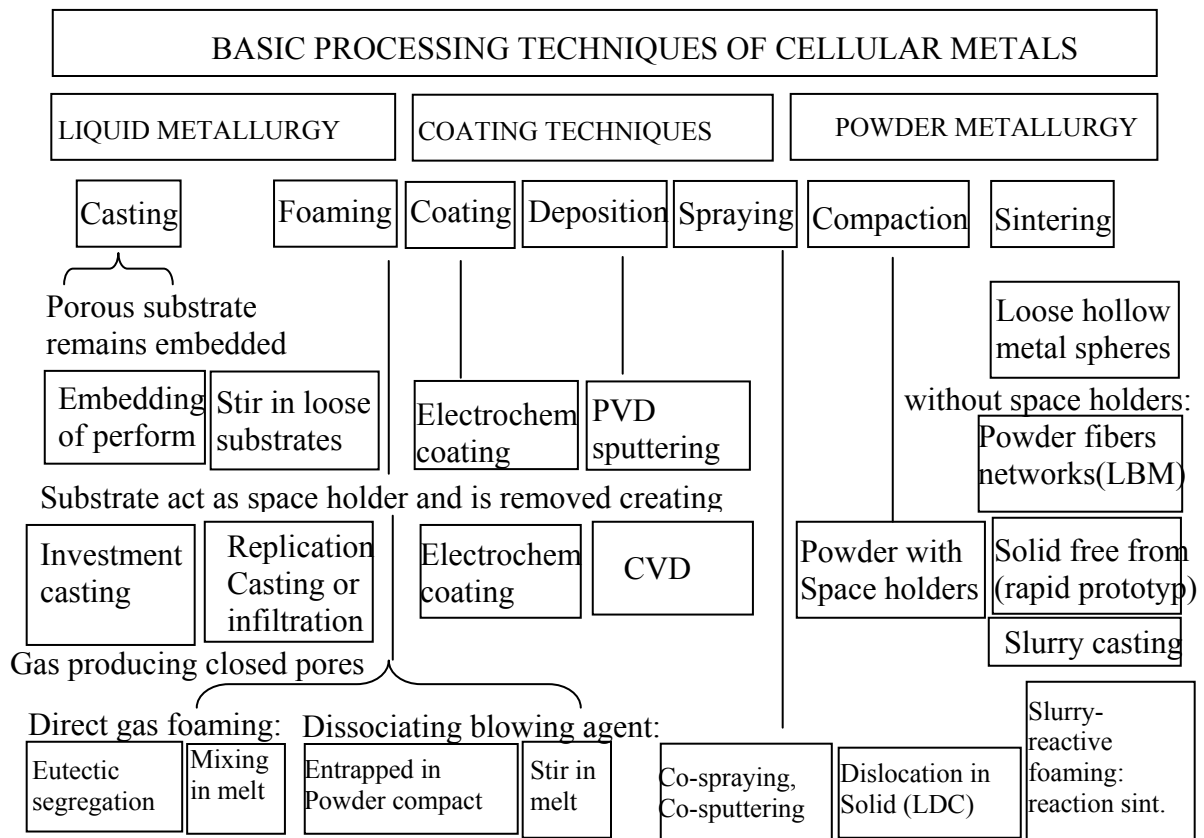 BASIC PROCESSING TECHNIQUES OF CELLULAR METALS
LIQUID METALLURGY
COATING TECHNIQUES
POWDER METALLURGY
Casting
Foaming
Coating
Deposition
Spraying
Compaction
Sintering
Porous substrate
remains embedded
Loose hollow
metal spheres
Embedding
of perform
Stir in loose
substrates
Electrochem
coating
PVD
sputtering
without space holders:
Powder fibers
networks(LBM)
Substrate act as space holder and is removed creating
Investment
casting
Replication
Casting or
infiltration
Electrochem
coating
CVD
Powder with
Space holders
Solid free from
(rapid prototyp)
Slurry casting
Gas producing closed pores
Direct gas foaming:
Dissociating blowing agent:
Eutectic
segregation
Mixing
in melt
Entrapped in
Powder compact
Stir in
melt
Co-spraying,
Co-sputtering
Dislocation in
Solid (LDC)
Slurry-
reactive
foaming:
reaction sint.